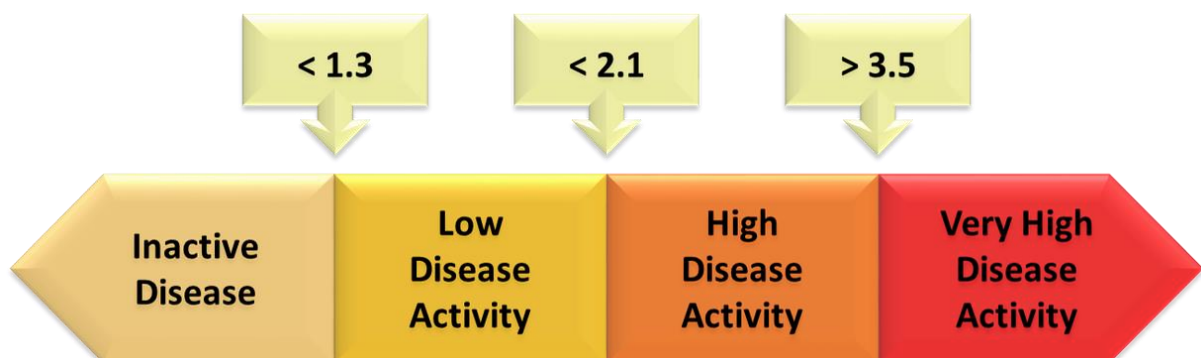 < 1.3
< 2.1
> 3.5
Inactive
Disease
Low
Disease
Activity
High
Disease
Activity
Very High
Disease
Activity